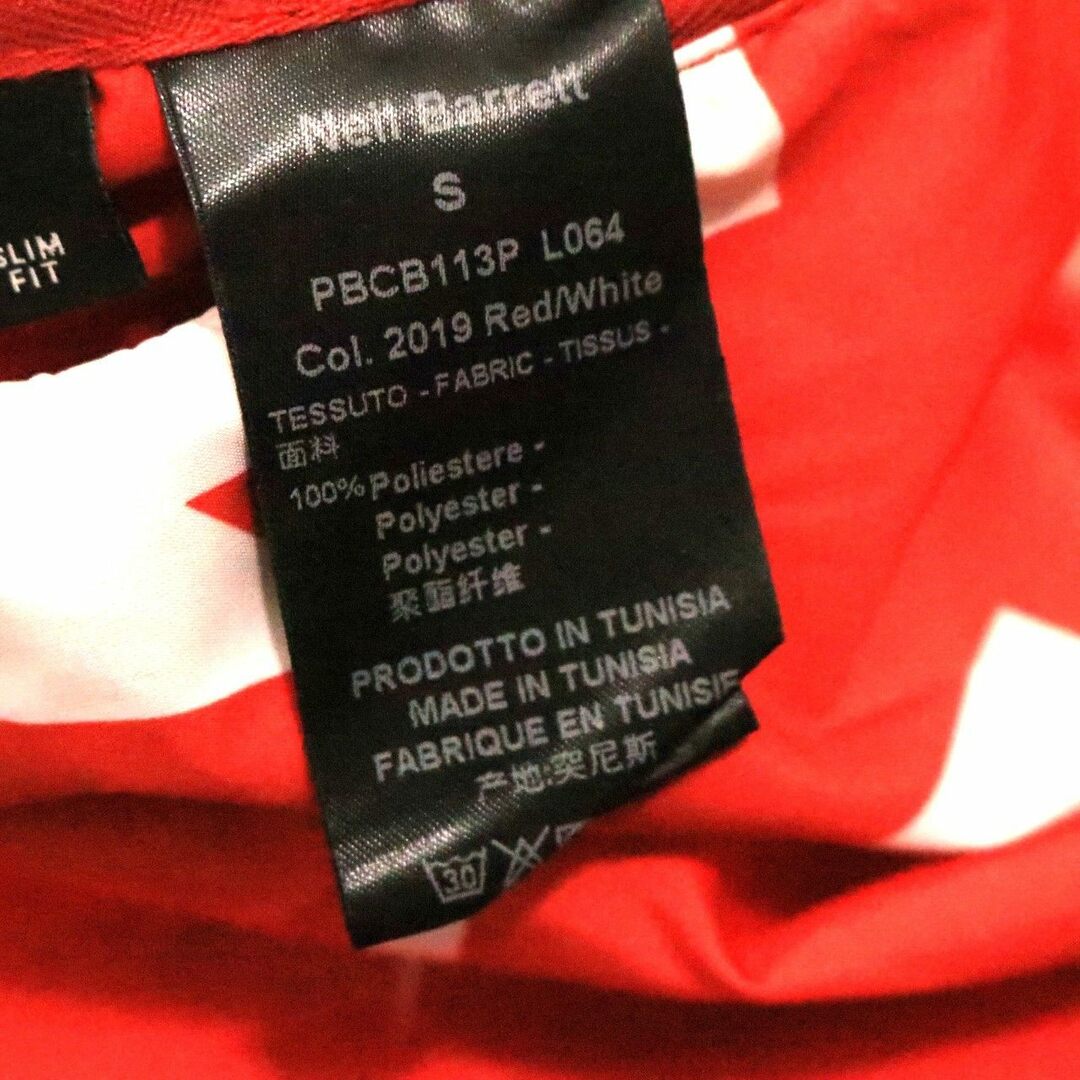 SLIM
FIT
Neil Barrett
S
PBCB113P L064
Col. 2019 Red/White
TESSUTO - FABRIC - TISSUS -
面料
100% Poliestere -
Polyester -
Polyester -
聚酯纤维
PRODOTTO IN TUNISIA
MADE IN TUNISIA
FABRIQUE EN TUNISIE
产地:突尼斯
30